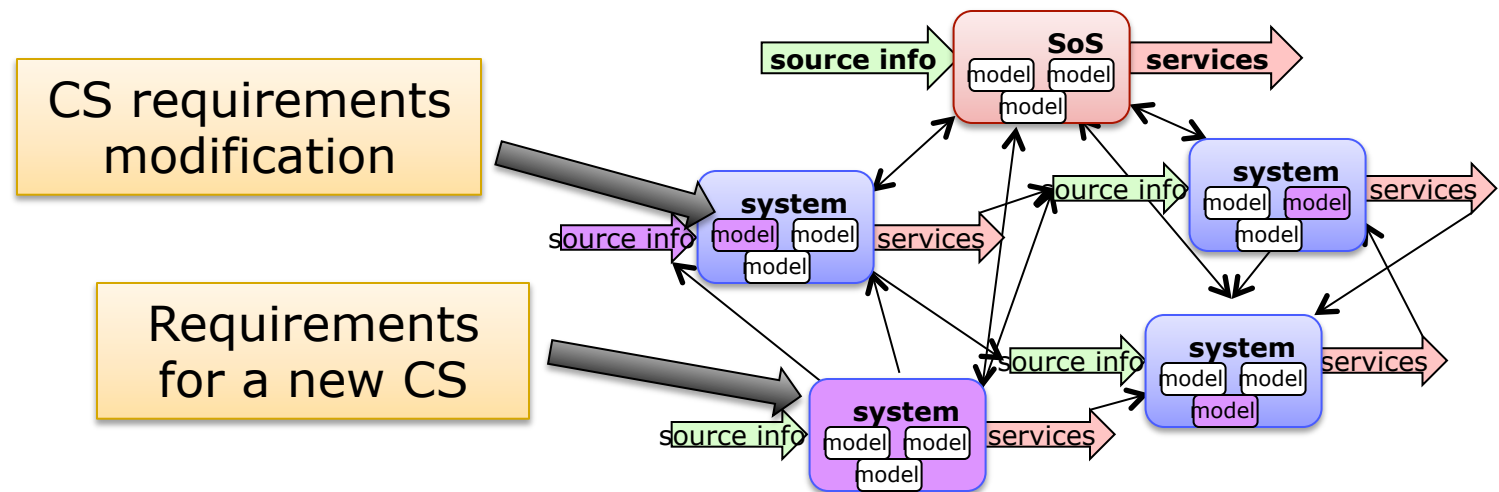 CS requirements
modification
Requirements
for a new CS
source info
SoS
model
model
model
services
source info
system
model
model
model
services
source info
system
model
model
model
services
source info
system
model
model
model
services
source info
system
model
model
model
services